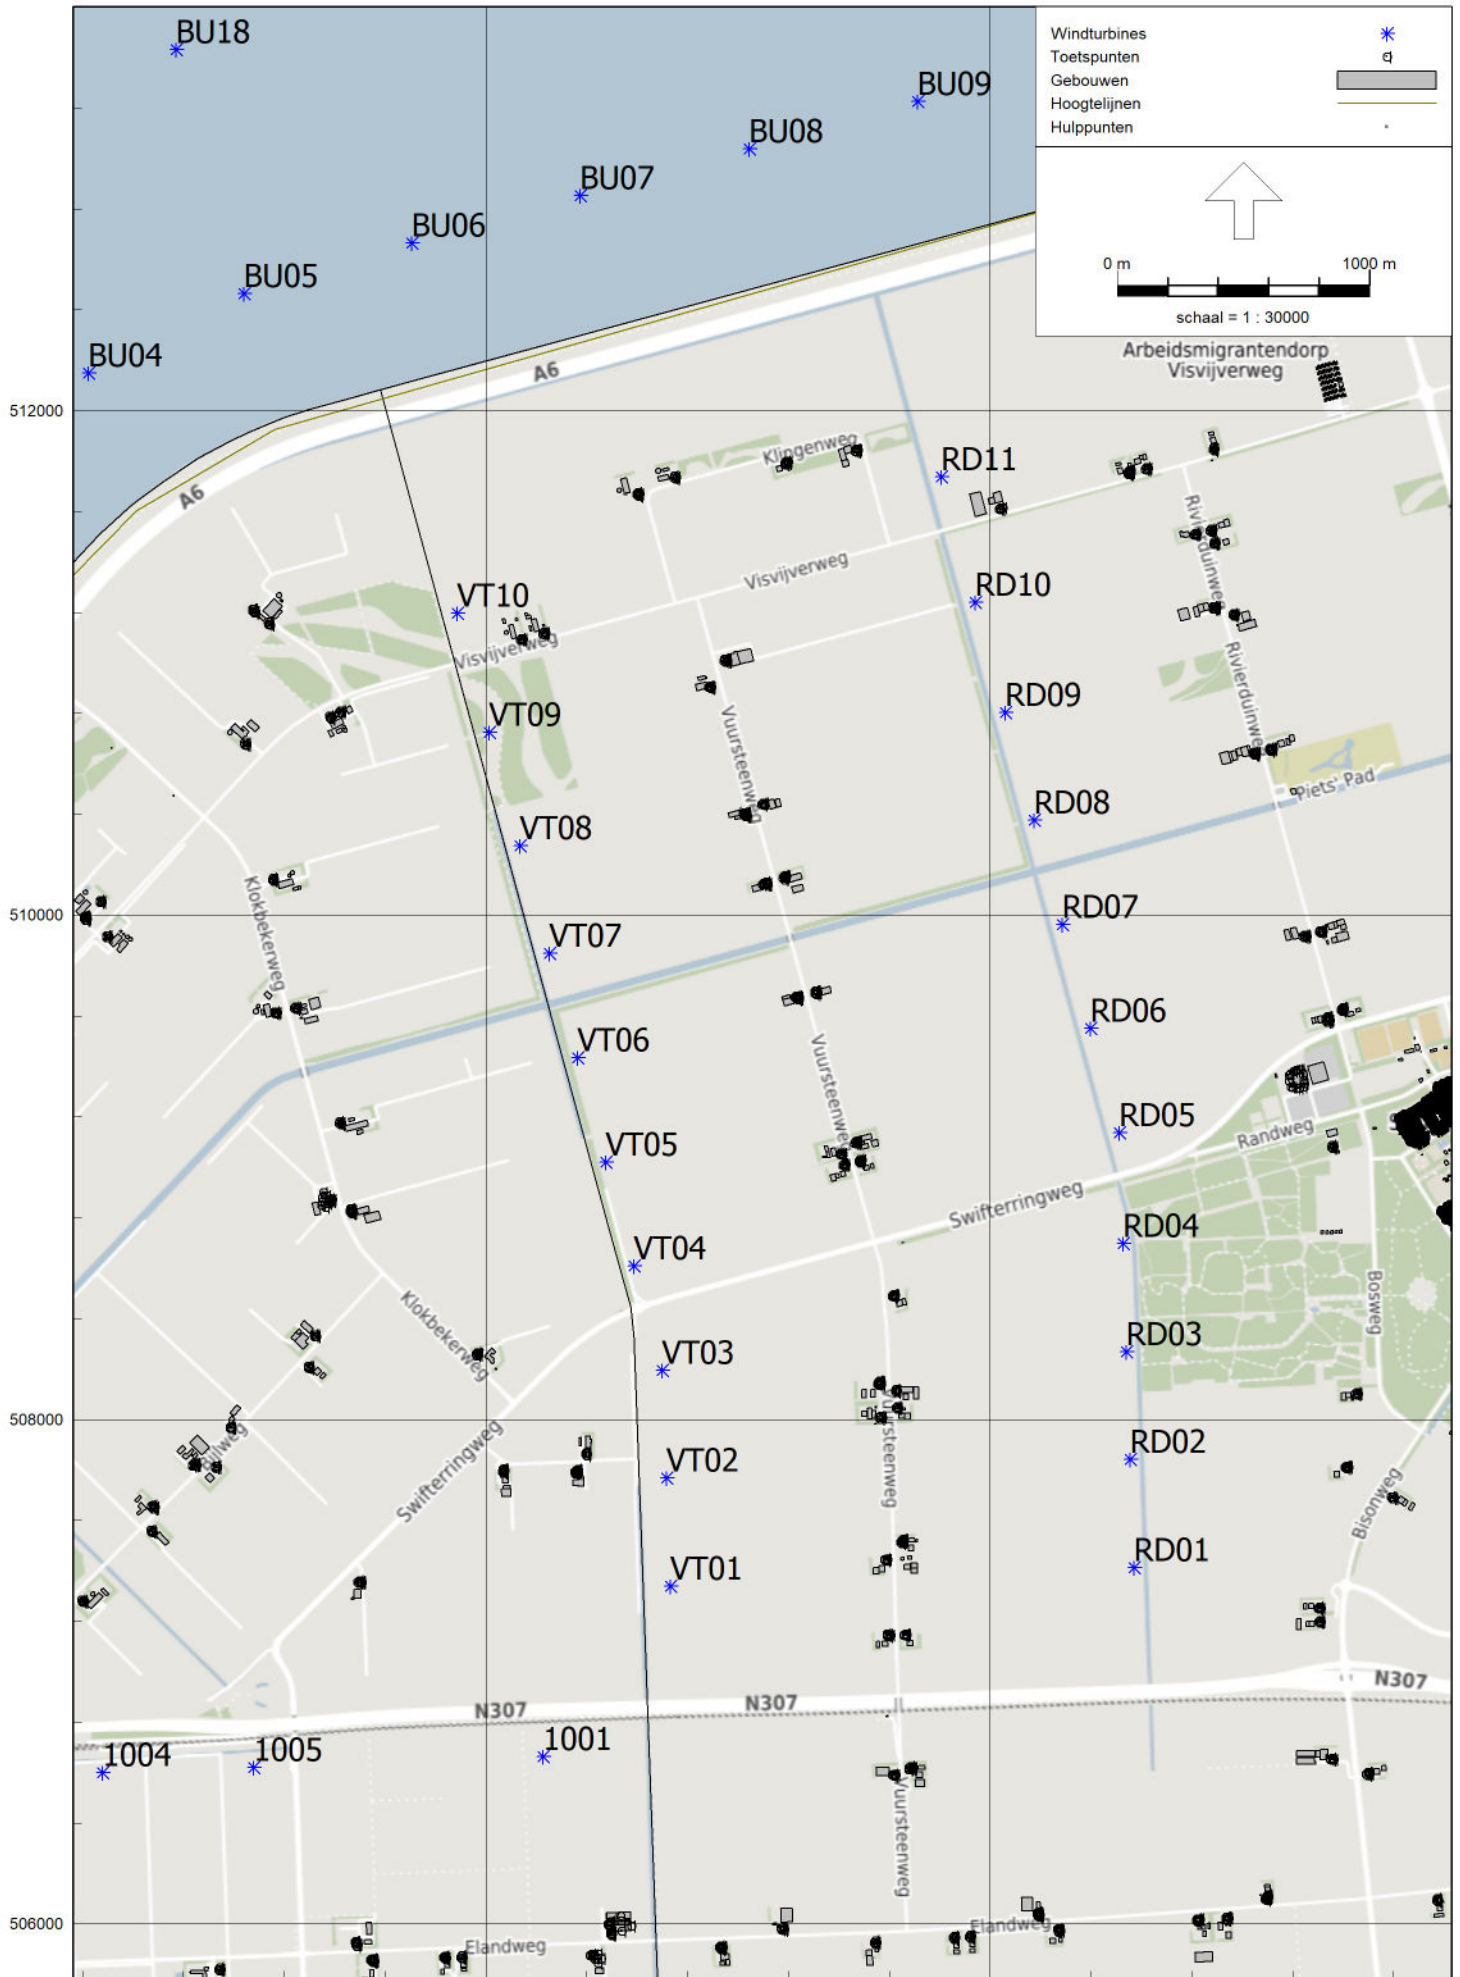 BU18
BU09
BU08
BU07
BU06
BU05
BU04
Windturbines
Toetspunten
Gebouwen
Hoogtelijnen
Hulppunten
0 m
1000 m
schaal = 1 : 30000
Arbeidsmigrantendorp
Visvijverweg
A6
512000
A6
Klingenweg
RD11
Rivierduinweg
Visvijverweg
VT10
RD10
Visvijverweg
Rivierduinweg
VT09
Vuursteenweg
RD09
Piets' Pad
VT08
RD08
Klokbekerweg
510000
VT07
RD07
VT06
RD06
Vuursteenweg
VT05
RD05
Randweg
Swifterringweg
VT04
RD04
Bosweg
Klokbekerweg
VT03
RD03
508000
Bijlweg
Swifterringweg
Vuursteenweg
VT02
RD02
Bisonweg
VT01
RD01
N307
N307
N307
1004
1005
1001
Vuursteenweg
506000
Elandweg
Elandweg